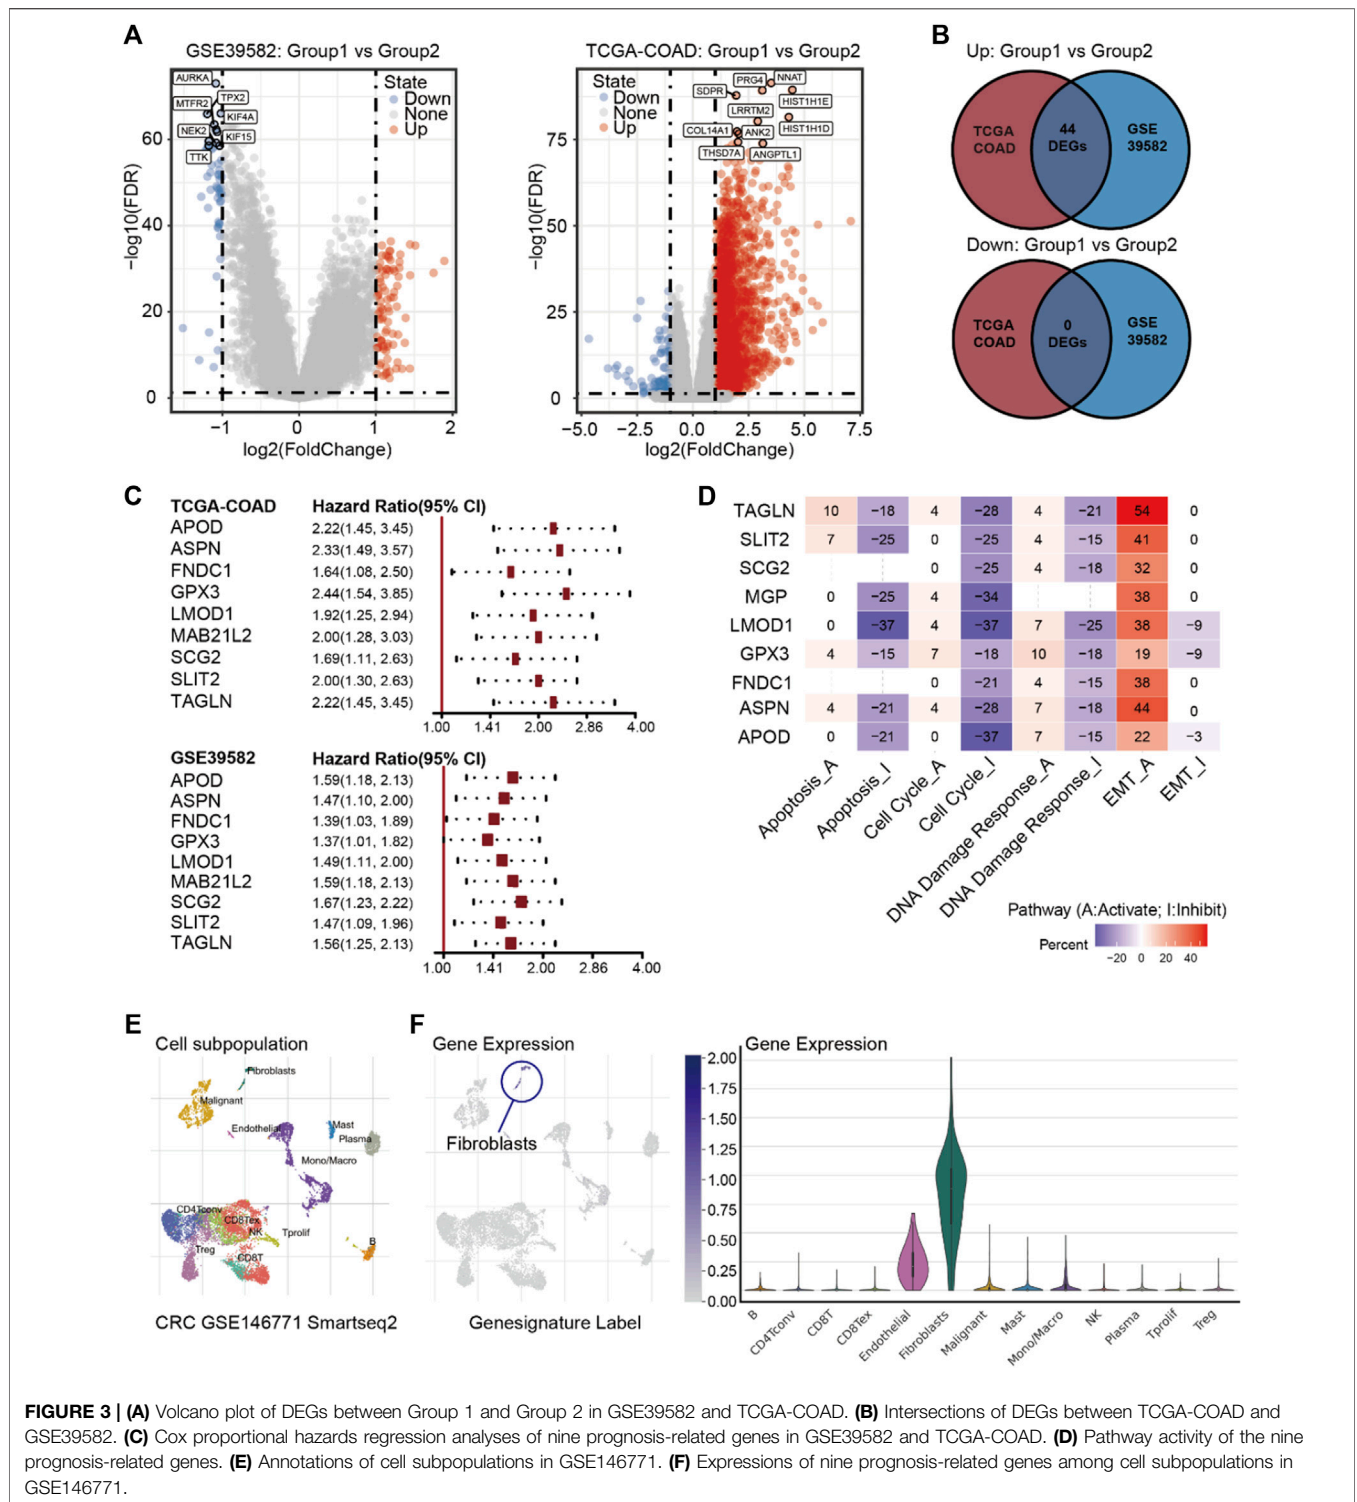 A
GSE39582: Group1 vs Group2
AURKA
MTFR2
TPX2
KIF4A
NEK2
KIF15
TTK
State
Down
None
Up
60
40
20
0
−log10(FDR)
−1 0 1 2
log2(FoldChange)
TCGA-COAD: Group1 vs Group2
State
Down
None
Up
PRG4
NNAT
SDPR
HIST1H1E
LRRTM2
HIST1H1D
COL14A1
ANK2
THSD7A
ANGPTL1
75
50
25
0
−log10(FDR)
−5.0 −2.5 0.0 2.5 5.0 7.5
log2(FoldChange)
B
Up: Group1 vs Group2
TCGA
COAD
44
DEGs
GSE
39582
Down: Group1 vs Group2
TCGA
COAD
0
DEGs
GSE
39582
C
TCGA-COAD Hazard Ratio(95% CI)
APOD 2.22(1.45, 3.45)
ASPN 2.33(1.49, 3.57)
FNDC1 1.64(1.08, 2.50)
GPX3 2.44(1.54, 3.85)
LMOD1 1.92(1.25, 2.94)
MAB21L2 2.00(1.28, 3.03)
SCG2 1.69(1.11, 2.63)
SLIT2 2.00(1.30, 2.63)
TAGLN 2.22(1.45, 3.45)
1.00 1.41 2.00 2.86 4.00
GSE39582 Hazard Ratio(95% CI)
APOD 1.59(1.18, 2.13)
ASPN 1.47(1.10, 2.00)
FNDC1 1.39(1.03, 1.89)
GPX3 1.37(1.01, 1.82)
LMOD1 1.49(1.11, 2.00)
MAB21L2 1.59(1.18, 2.13)
SCG2 1.67(1.23, 2.22)
SLIT2 1.47(1.09, 1.96)
TAGLN 1.56(1.25, 2.13)
1.00 1.41 2.00 2.86 4.00
D
TAGLN 10 −18 4 −28 4 −21 54 0
SLIT2 7 −25 0 −25 4 −15 41 0
SCG2 0 −25 4 −18 32 0
MGP 0 −25 4 −34 38 0
LMOD1 0 −37 4 −37 7 −25 38 −9
GPX3 4 −15 7 −18 10 −18 19 −9
FNDC1 0 −21 4 −15 38 0
ASPN 4 −21 4 −28 7 −18 44 0
APOD 0 −21 0 −37 7 −15 22 −3
Apoptosis_A
Apoptosis_I
Cell Cycle_A
Cell Cycle_I
DNA Damage Response_A
DNA Damage Response_I
EMT_A
EMT_I
Pathway (A:Activate; I:Inhibit)
Percent
−20 0 20 40
E
Cell subpopulation
Fibroblasts
Malignant
Endothelial
Mast
Plasma
Mono/Macro
CD4Tconv
CD8Tex
NK
Tprolif
B
Treg
CD8T
CRC GSE146771 Smartseq2
F
Gene Expression
Fibroblasts
Genesignature Label
2.00
1.75
1.50
1.25
1.00
0.75
0.50
0.25
0.00
Gene Expression
B
CD4Tconv
CD8T
CD8Tex
Endothelial
Fibroblasts
Malignant
Mast
Mono/Macro
NK
Plasma
Tprolif
Treg
FIGURE 3 | (A) Volcano plot of DEGs between Group 1 and Group 2 in GSE39582 and TCGA-COAD. (B) Intersections of DEGs between TCGA-COAD and
GSE39582. (C) Cox proportional hazards regression analyses of nine prognosis-related genes in GSE39582 and TCGA-COAD. (D) Pathway activity of the nine
prognosis-related genes. (E) Annotations of cell subpopulations in GSE146771. (F) Expressions of nine prognosis-related genes among cell subpopulations in
GSE146771.